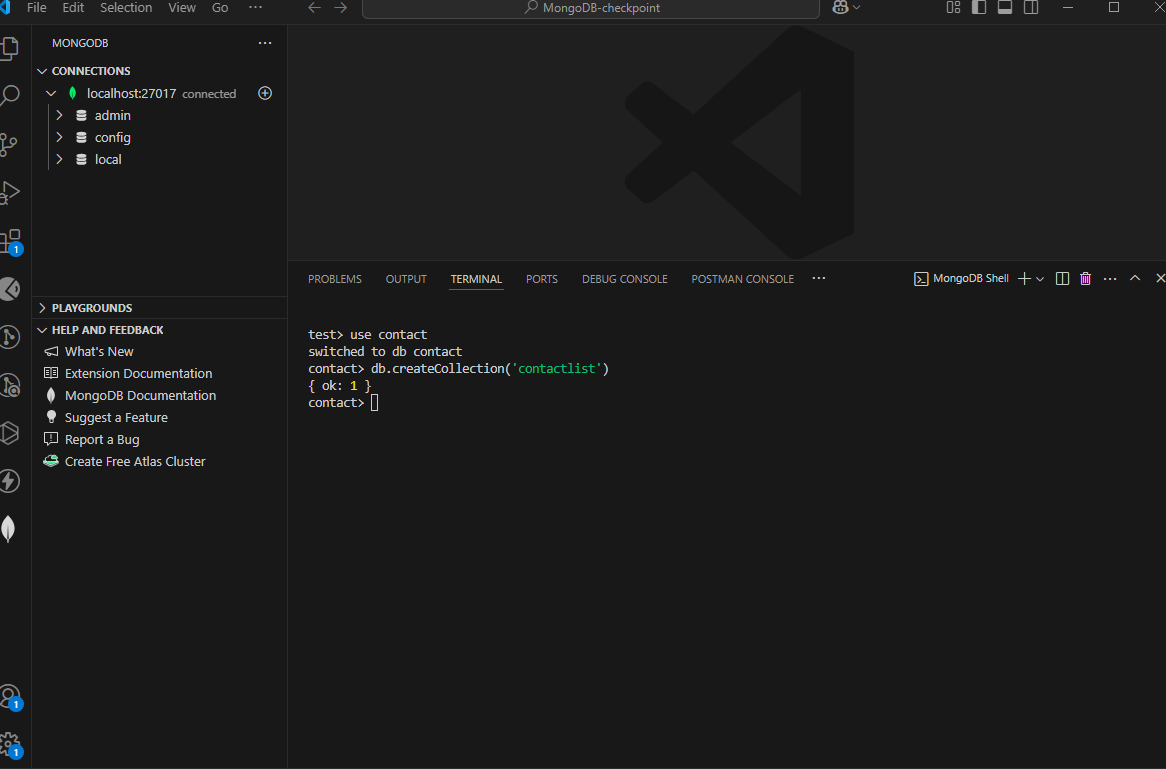 File Edit Selection View Go ···
MongoDB-checkpoint
MONGODB ···
CONNECTIONS
localhost:27017 connected
admin
config
local
PLAYGROUNDS
HELP AND FEEDBACK
What's New
Extension Documentation
MongoDB Documentation
Suggest a Feature
Report a Bug
Create Free Atlas Cluster
1
1
1
PROBLEMS OUTPUT TERMINAL PORTS DEBUG CONSOLE POSTMAN CONSOLE ···
MongoDB Shell
test> use contact
switched to db contact
contact> db.createCollection('contactlist')
{ ok: 1 }
contact>